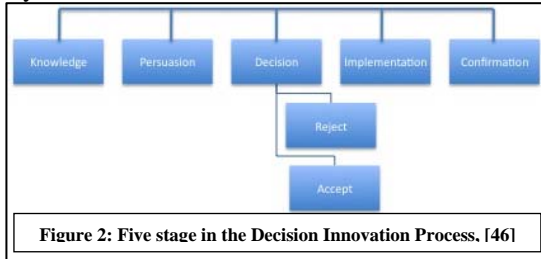 Knowledge Persuasion Decision Implementation Confirmation
Reject
Accept
Figure 2: Five stage in the Decision Innovation Process, [46]